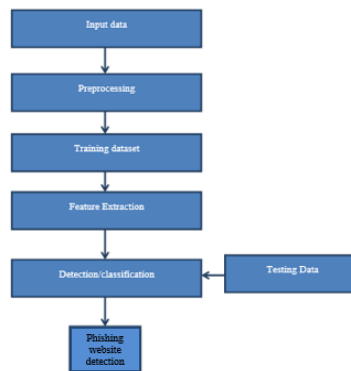 Input data
Preprocessing
Training dataset
Feature Extraction
Detection/classification
Testing Data
Phishing
website
detection